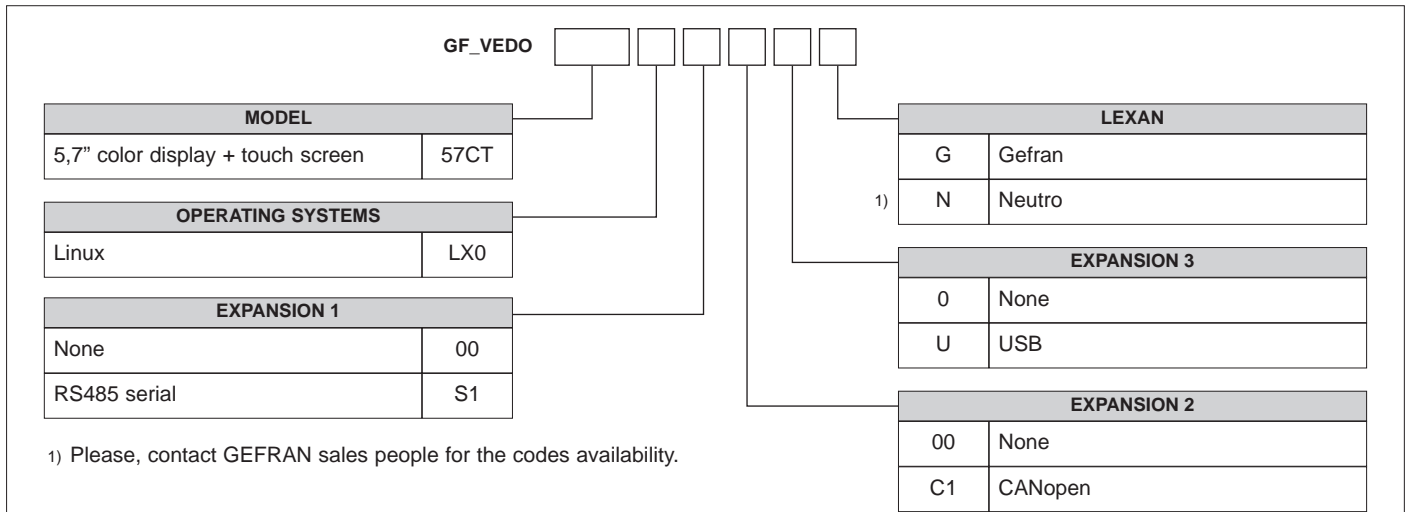 GF_VEDO
MODEL
5,7” color display + touch screen 57CT
OPERATING SYSTEMS
Linux LX0
EXPANSION 1
None 00
RS485 serial S1
1) Please, contact GEFRAN sales people for the codes availability.
LEXAN
G Gefran
1) N Neutro
EXPANSION 3
0 None
U USB
EXPANSION 2
00 None
C1 CANopen